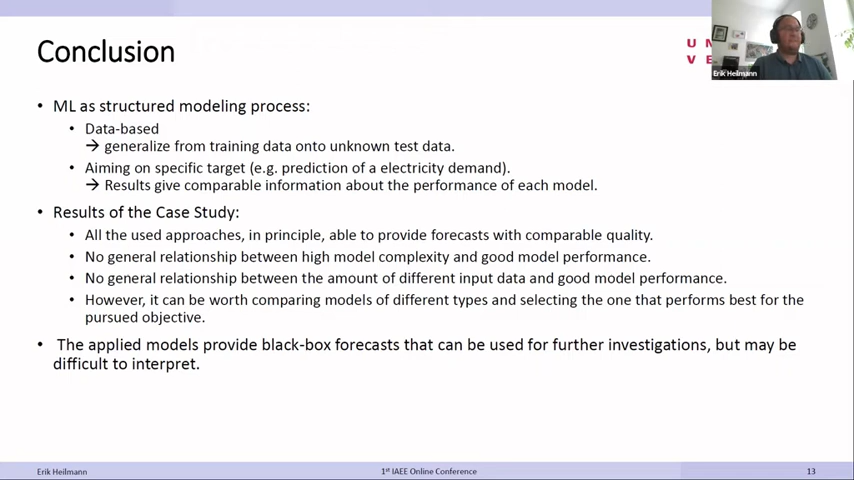 Conclusion
U N
V E
Erik Heilmann
• ML as structured modeling process:
• Data-based
→ generalize from training data onto unknown test data.
• Aiming on specific target (e.g. prediction of a electricity demand).
→ Results give comparable information about the performance of each model.
• Results of the Case Study:
• All the used approaches, in principle, able to provide forecasts with comparable quality.
• No general relationship between high model complexity and good model performance.
• No general relationship between the amount of different input data and good model performance.
• However, it can be worth comparing models of different types and selecting the one that performs best for the
pursued objective.
• The applied models provide black-box forecasts that can be used for further investigations, but may be
difficult to interpret.
Erik Heilmann
1st IAEE Online Conference
13